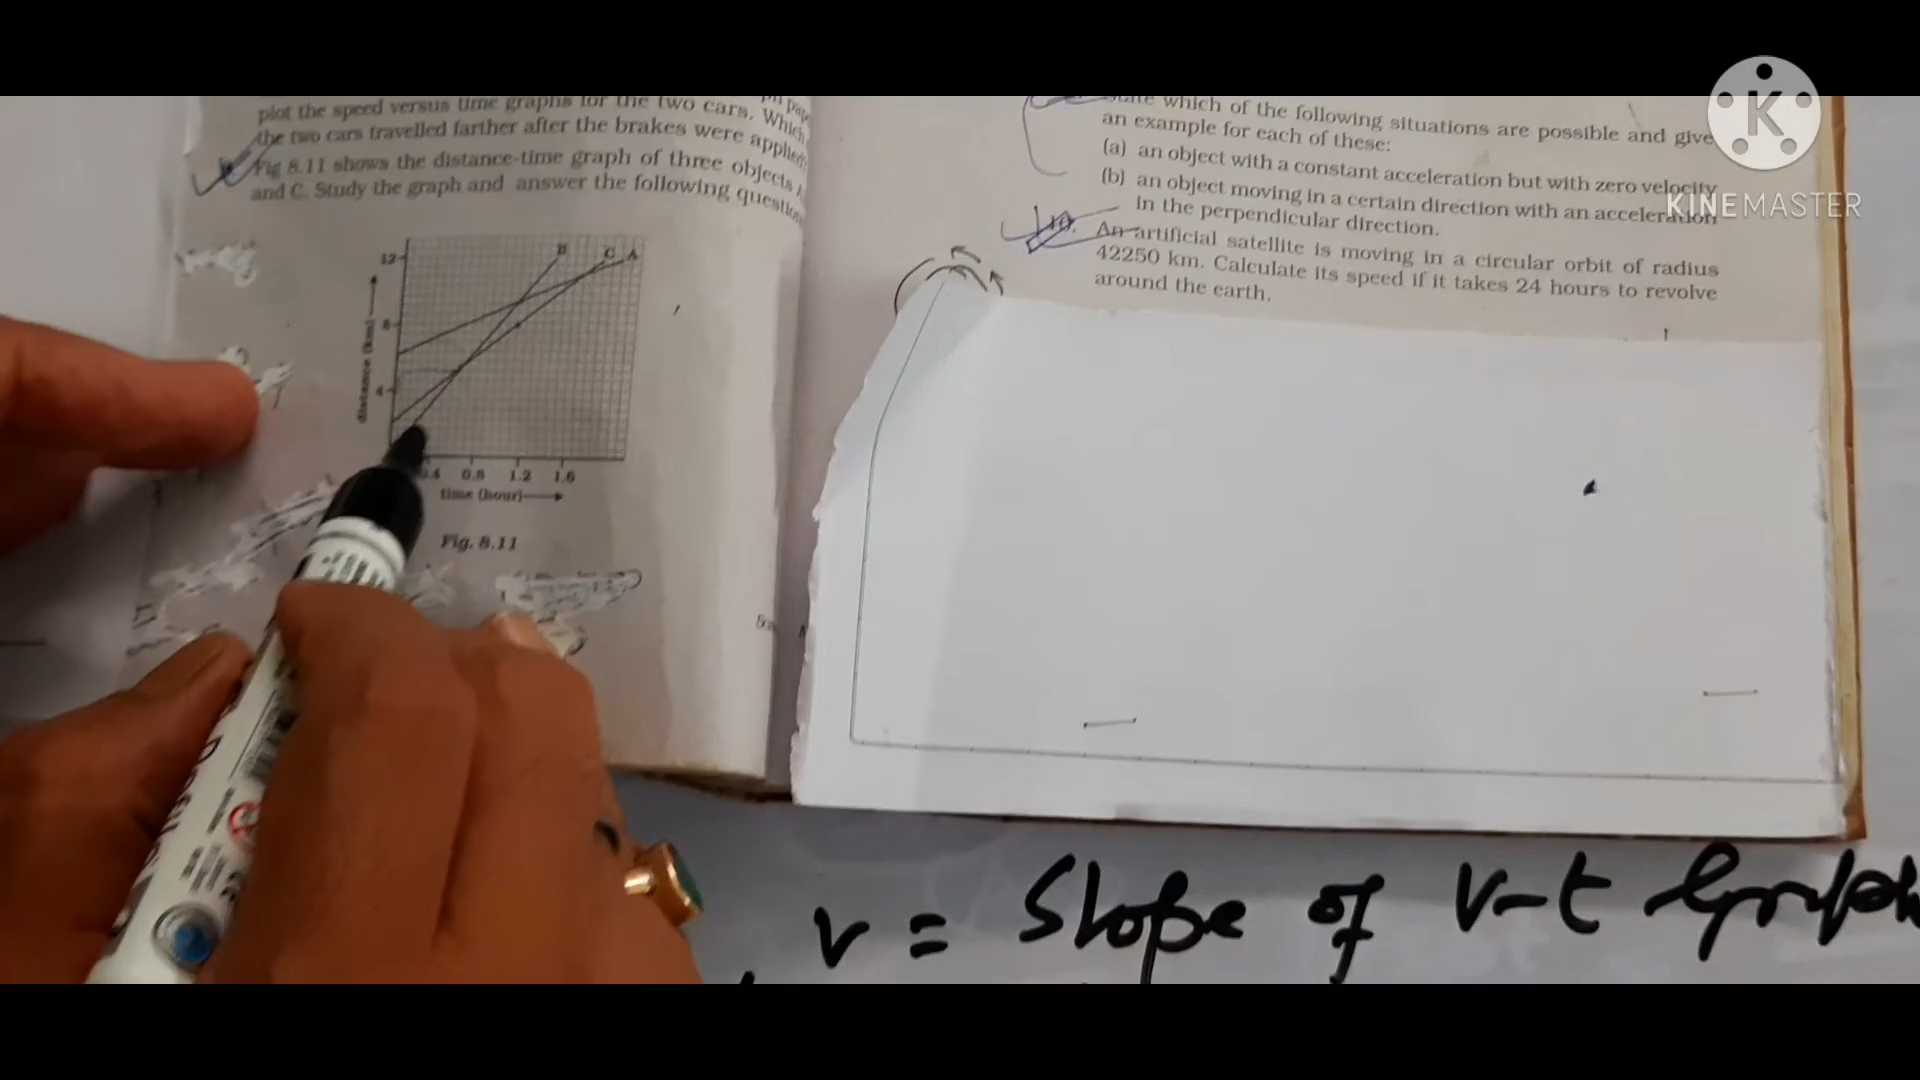 plot the speed versus time graphs for the two cars. Which
the two cars travelled farther after the brakes were applied
Fig 8.11 shows the distance-time graph of three objects
and C. Study the graph and answer the following
B C A
12
8
4
distance (km)
0.8 1.2 1.6
time (hour)
Fig. 8.11
which of the following situations are possible and give
an example for each of these:
(a) an object with a constant acceleration but with zero velocity
(b) an object moving in a certain direction with an acceleration
in the perpendicular direction.
10. An artificial satellite is moving in a circular orbit of radius
42250 km. Calculate its speed if it takes 24 hours to revolve
around the earth.
K
KINEMASTER
v = Slope of v-t Graph